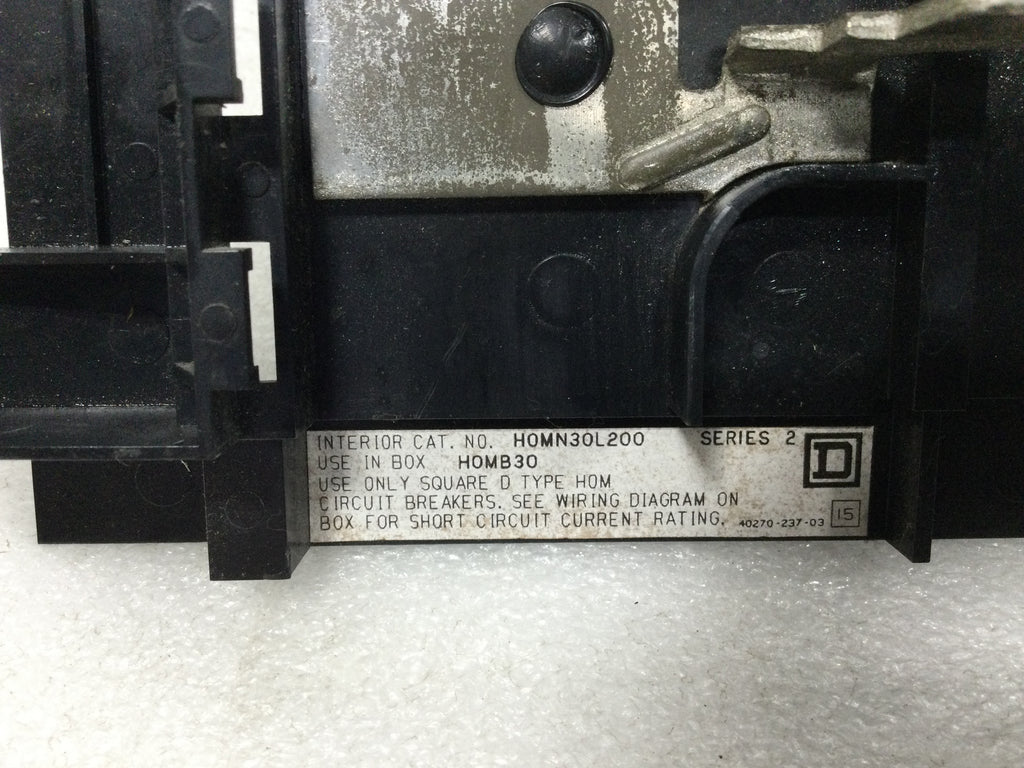 INTERIOR CAT. NO. HOMN30L200 SERIES 2
USE IN BOX HOMB30
USE ONLY SQUARE D TYPE HOM
CIRCUIT BREAKERS. SEE WIRING DIAGRAM ON
BOX FOR SHORT CIRCUIT CURRENT RATING.
40270-237-03 15
D